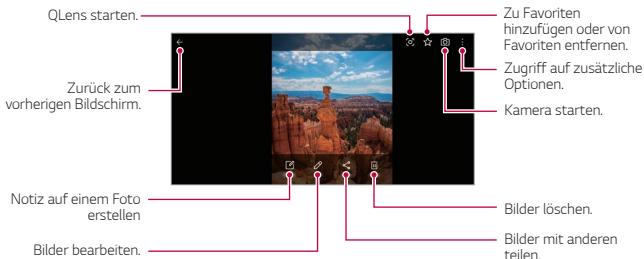 QLens starten.
Zu Favoriten
hinzufügen oder von
Favoriten entfernen.
Zugriff auf zusätzliche
Optionen.
Zurück zum
vorherigen Bildschirm.
Kamera starten.
Notiz auf einem Foto
erstellen
Bilder löschen.
Bilder bearbeiten.
Bilder mit anderen
teilen.